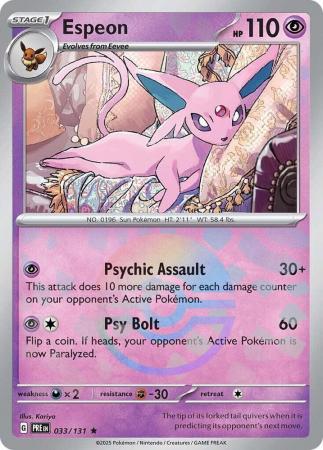 STAGE 1
Espeon
HP 110
Evolves from Eevee
NO. 0196 Sun Pokémon HT: 2'11" WT: 58.4 lbs.
Psychic Assault 30+
This attack does 10 more damage for each damage counter
on your opponent's Active Pokémon.
Psy Bolt 60
Flip a coin. If heads, your opponent's Active Pokémon
is now Paralyzed.
weakness ×2 resistance -30 retreat
Illus. Kariya
G PRE EN 033/131 ★
The tip of its forked tail quivers when it is
predicting its opponent's next move.
©2025 Pokémon / Nintendo / Creatures / GAME FREAK